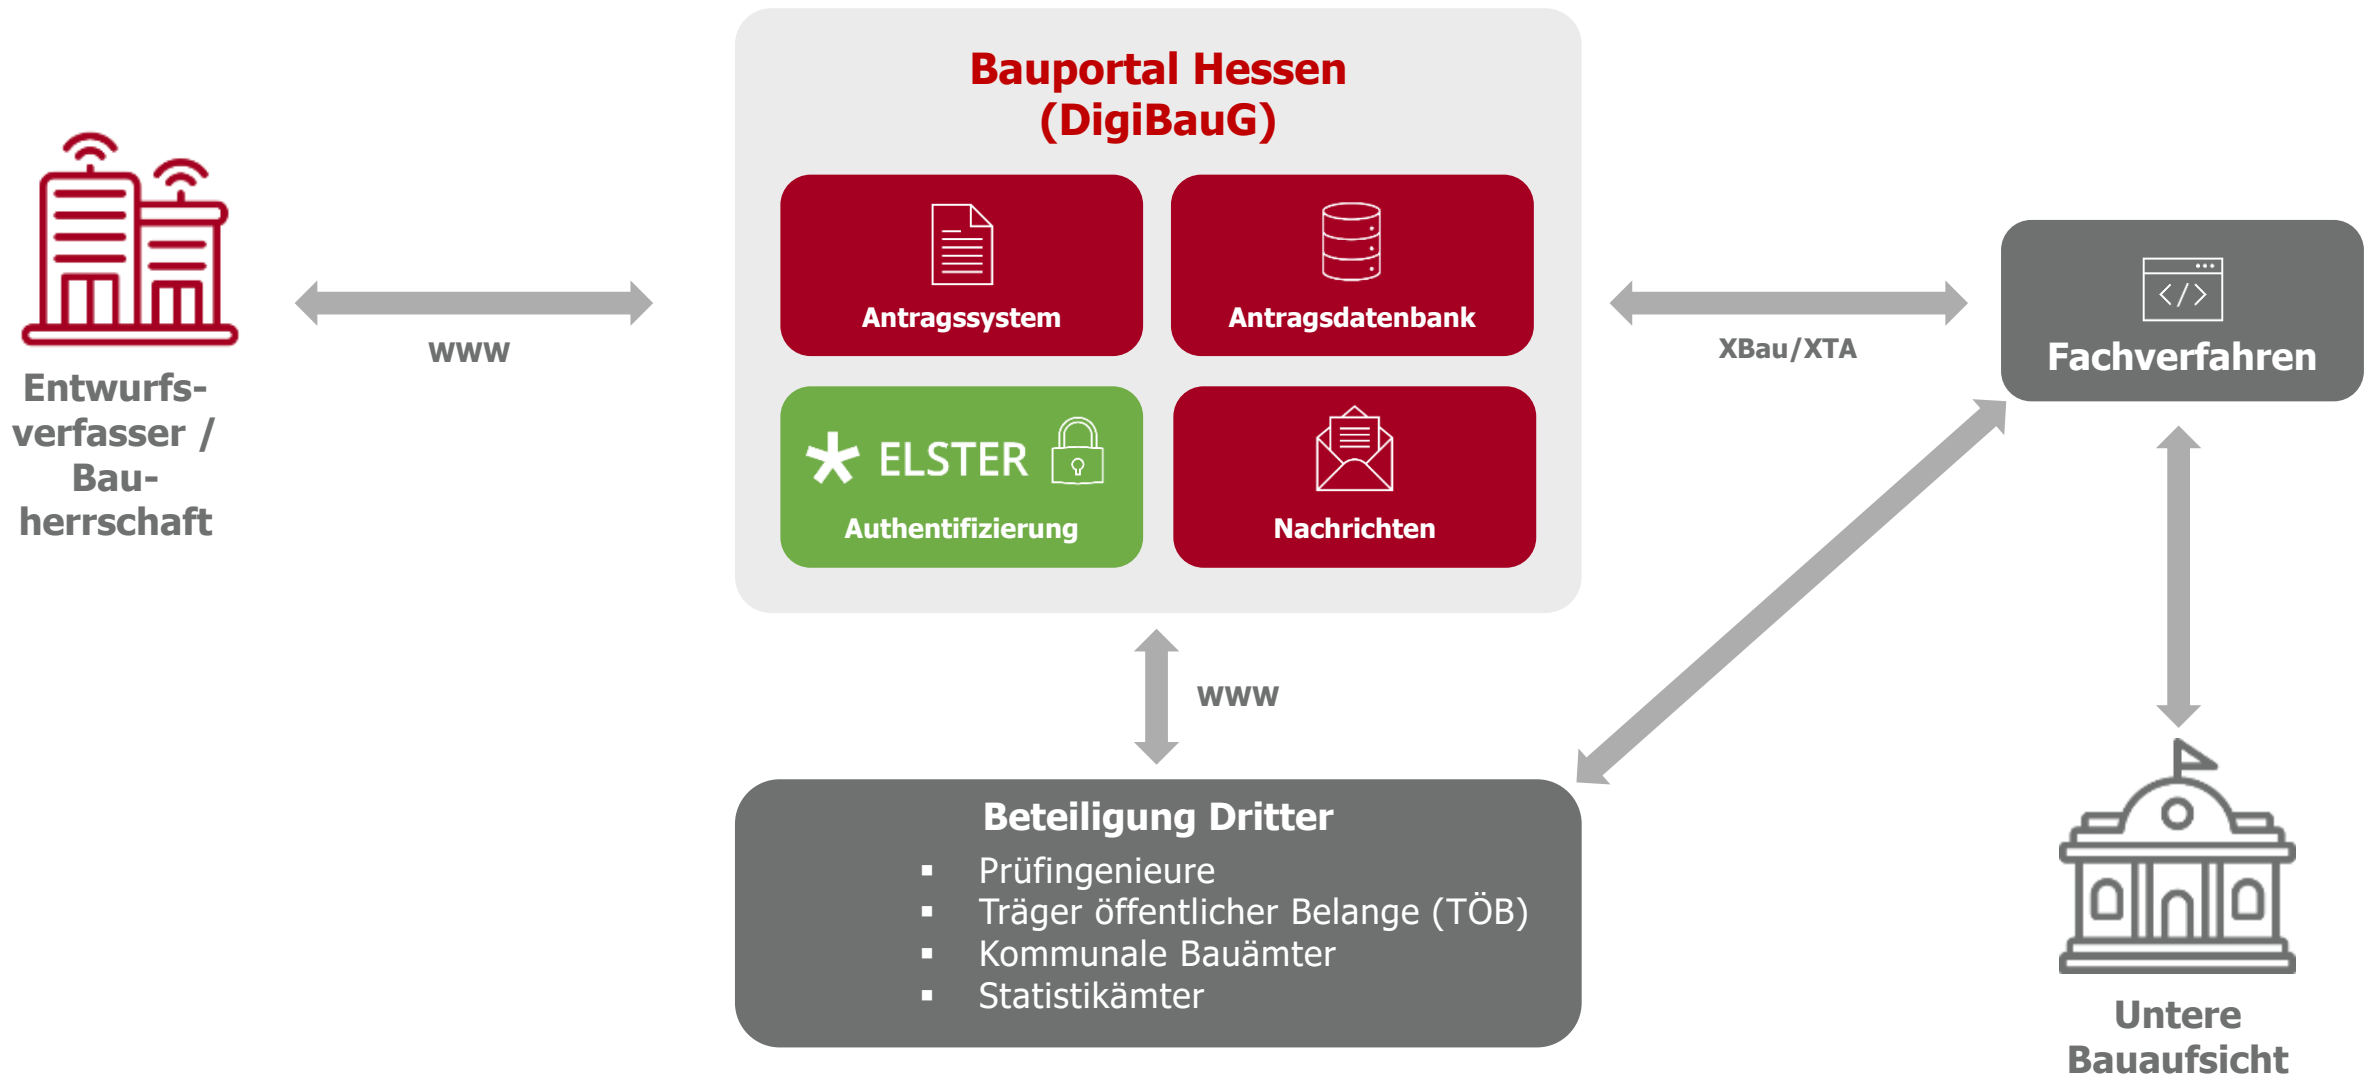 Bauportal Hessen
(DigiBauG)
Antragssystem
Antragsdatenbank
ELSTER
Authentifizierung
Nachrichten
Entwurfs-
verfasser /
Bau-
herrschaft
www
XBau/XTA
</>
Fachverfahren
www
Beteiligung Dritter
▪ Prüfingenieure
▪ Träger öffentlicher Belange (TÖB)
▪ Kommunale Bauämter
▪ Statistikämter
Untere
Bauaufsicht